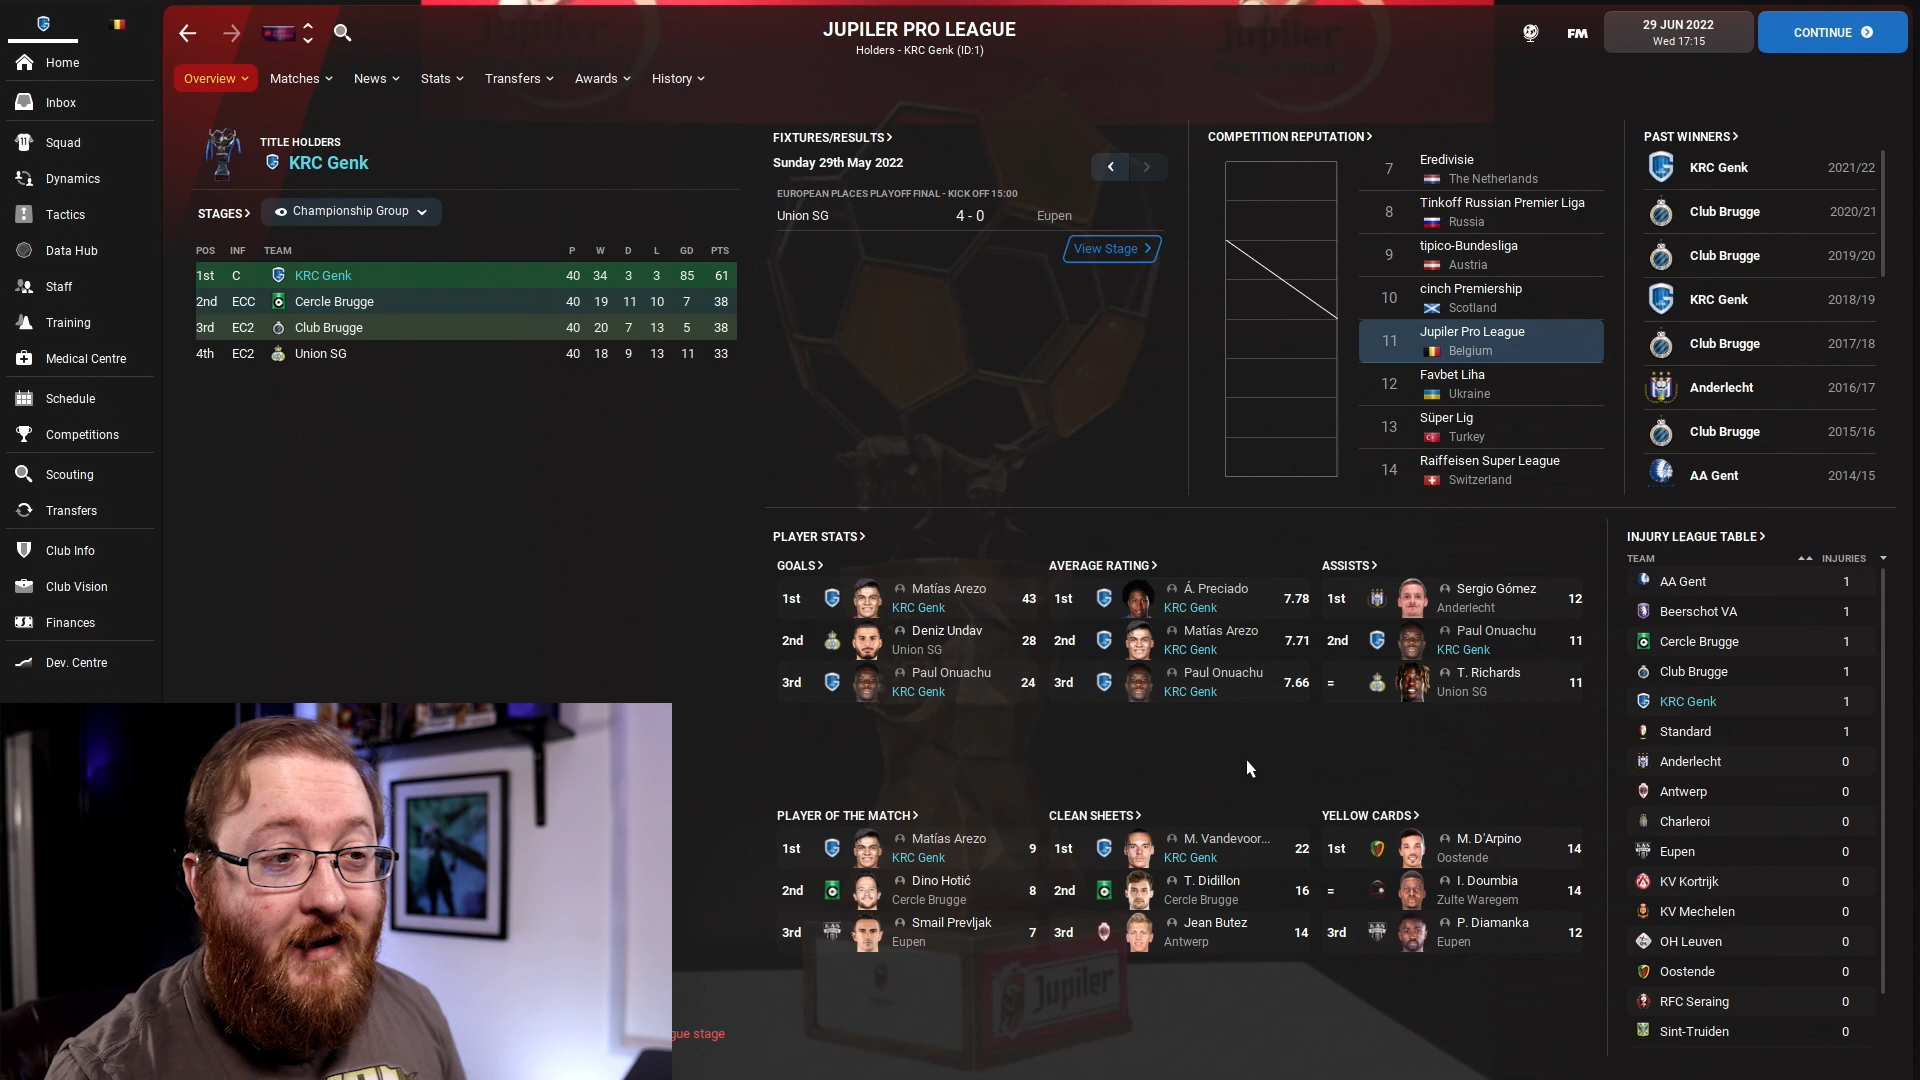 JUPILER PRO LEAGUE
Holders - KRC Genk (ID:1)
FM
29 JUN 2022
Wed 17:15
CONTINUE
Home
Inbox
Squad
Dynamics
Tactics
Data Hub
Staff
Training
Medical Centre
Schedule
Competitions
Scouting
Transfers
Club Info
Club Vision
Finances
Dev. Centre
Overview Matches News Stats Transfers Awards History
TITLE HOLDERS
KRC Genk
STAGES Championship Group
POS INF TEAM P W D L GD PTS
1st C KRC Genk 40 34 3 3 85 61
2nd ECC Cercle Brugge 40 19 11 10 7 38
3rd EC2 Club Brugge 40 20 7 13 5 38
4th EC2 Union SG 40 18 9 13 11 33
FIXTURES/RESULTS
Sunday 29th May 2022
EUROPEAN PLACES PLAYOFF FINAL - KICK OFF 15:00
Union SG 4 - 0 Eupen
View Stage
COMPETITION REPUTATION
7 Eredivisie
The Netherlands
8 Tinkoff Russian Premier Liga
Russia
9 tipico-Bundesliga
Austria
10 cinch Premiership
Scotland
11 Jupiler Pro League
Belgium
12 Favbet Liha
Ukraine
13 Süper Lig
Turkey
14 Raiffeisen Super League
Switzerland
PAST WINNERS
KRC Genk 2021/22
Club Brugge 2020/21
Club Brugge 2019/20
KRC Genk 2018/19
Club Brugge 2017/18
Anderlecht 2016/17
Club Brugge 2015/16
AA Gent 2014/15
PLAYER STATS
GOALS
1st Matías Arezo 43
KRC Genk
2nd Deniz Undav 28
Union SG
3rd Paul Onuachu 24
KRC Genk
AVERAGE RATING
1st Á. Preciado 7.78
KRC Genk
2nd Matías Arezo 7.71
KRC Genk
3rd Paul Onuachu 7.66
KRC Genk
ASSISTS
1st Sergio Gómez 12
Anderlecht
2nd Paul Onuachu 11
KRC Genk
= T. Richards 11
Union SG
PLAYER OF THE MATCH
1st Matías Arezo 9
KRC Genk
2nd Dino Hotić 8
Cercle Brugge
3rd Smail Prevljak 7
Eupen
CLEAN SHEETS
1st M. Vandevoor... 22
KRC Genk
2nd T. Didillon 16
Cercle Brugge
3rd Jean Butez 14
Antwerp
YELLOW CARDS
1st M. D'Arpino 14
Oostende
= I. Doumbia 14
Zulte Waregem
3rd P. Diamanka 12
Eupen
INJURY LEAGUE TABLE
TEAM INJURIES
AA Gent 1
Beerschot VA 1
Cercle Brugge 1
Club Brugge 1
KRC Genk 1
Standard 1
Anderlecht 0
Antwerp 0
Charleroi 0
Eupen 0
KV Kortrijk 0
KV Mechelen 0
OH Leuven 0
Oostende 0
RFC Seraing 0
Sint-Truiden 0
gue stage
Jupiler